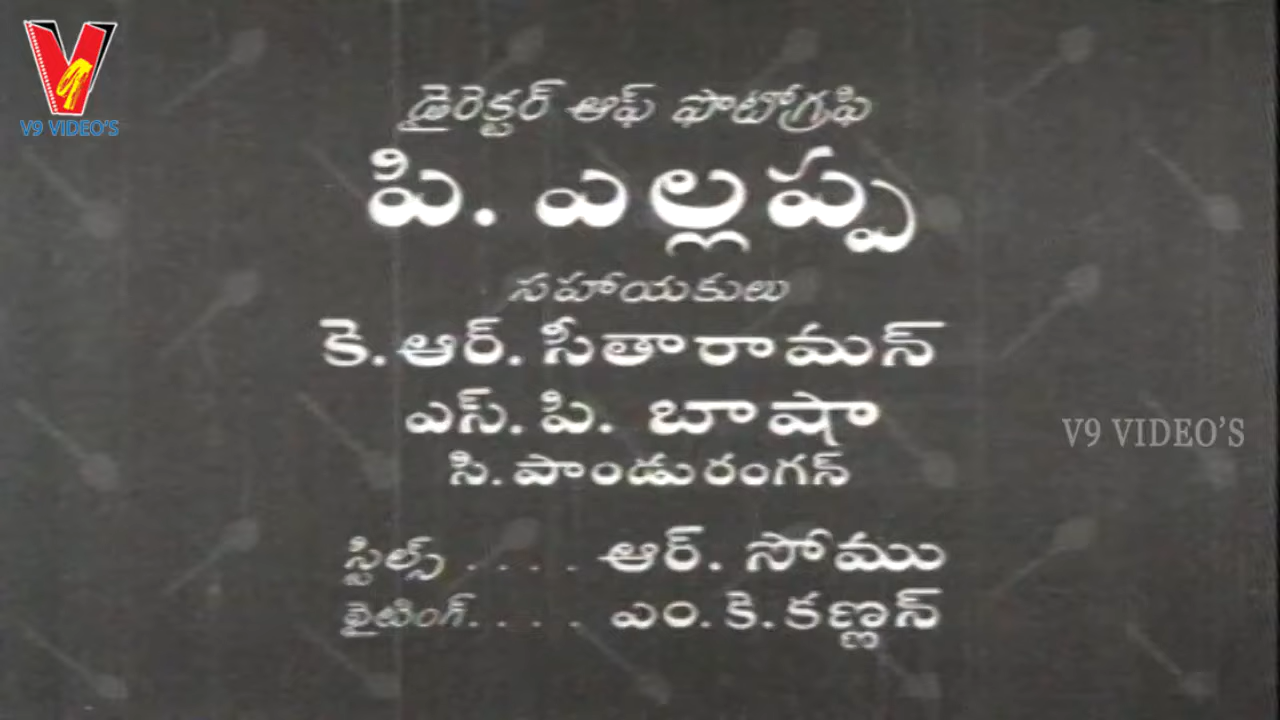 V9 VIDEO'S
డైరెక్టర్ ఆఫ్ ఫొటోగ్రఫి
పి. ఎల్లప్ప
సహాయకులు
కె. ఆర్. సీతారామన్
ఎస్. పి. బాషా
సి. పాండురంగన్
V9 VIDEO'S
స్టిల్స్ . . . . ఆర్. సోము
లైటింగ్. . . . ఎం. కె. కణ్ణన్